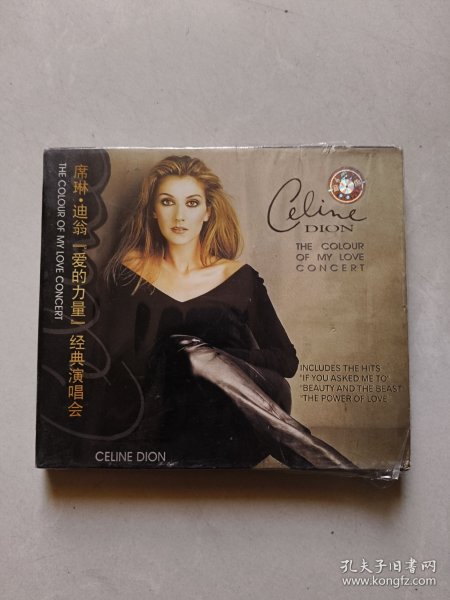 席琳·迪翁『爱的力量』经典演唱会
THE COLOUR OF MY LOVE CONCERT
Celine
DION
THE COLOUR
OF MY LOVE
CONCERT
INCLUDES THE HITS
"IF YOU ASKED ME TO"
"BEAUTY AND THE BEAST"
"THE POWER OF LOVE"
CELINE DION
孔夫子旧书网
www.kongfz.com